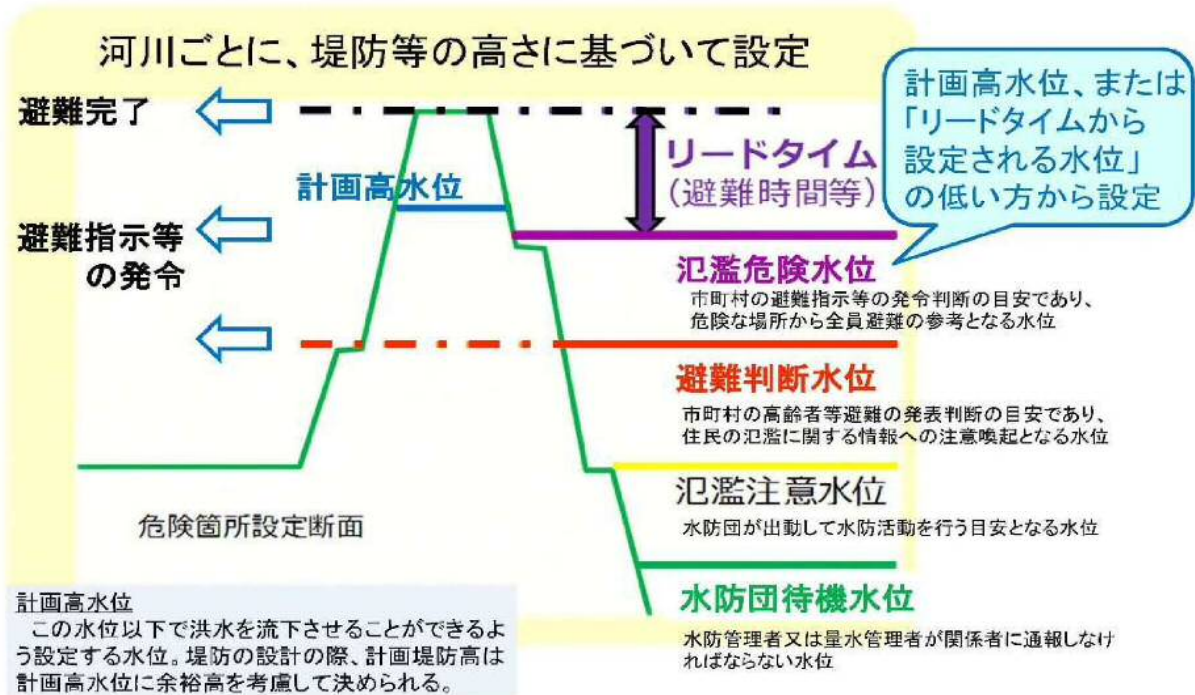 河川ごとに、堤防等の高さに基づいて設定
計画高水位、または
「リードタイムから
設定される水位」
の低い方から設定
避難完了
リードタイム
(避難時間等)
計画高水位
避難指示等
の発令
氾濫危険水位
市町村の避難指示等の発令判断の目安であり、
危険な場所から全員避難の参考となる水位
避難判断水位
市町村の高齢者等避難の発表判断の目安であり、
住民の氾濫に関する情報への注意喚起となる水位
氾濫注意水位
水防団が出動して水防活動を行う目安となる水位
危険箇所設定断面
水防団待機水位
水防管理者又は量水管理者が関係者に通報しなけ
ればならない水位
計画高水位
この水位以下で洪水を流下させることができるよ
う設定する水位。堤防の設計の際、計画堤防高は
計画高水位に余裕高を考慮して決められる。